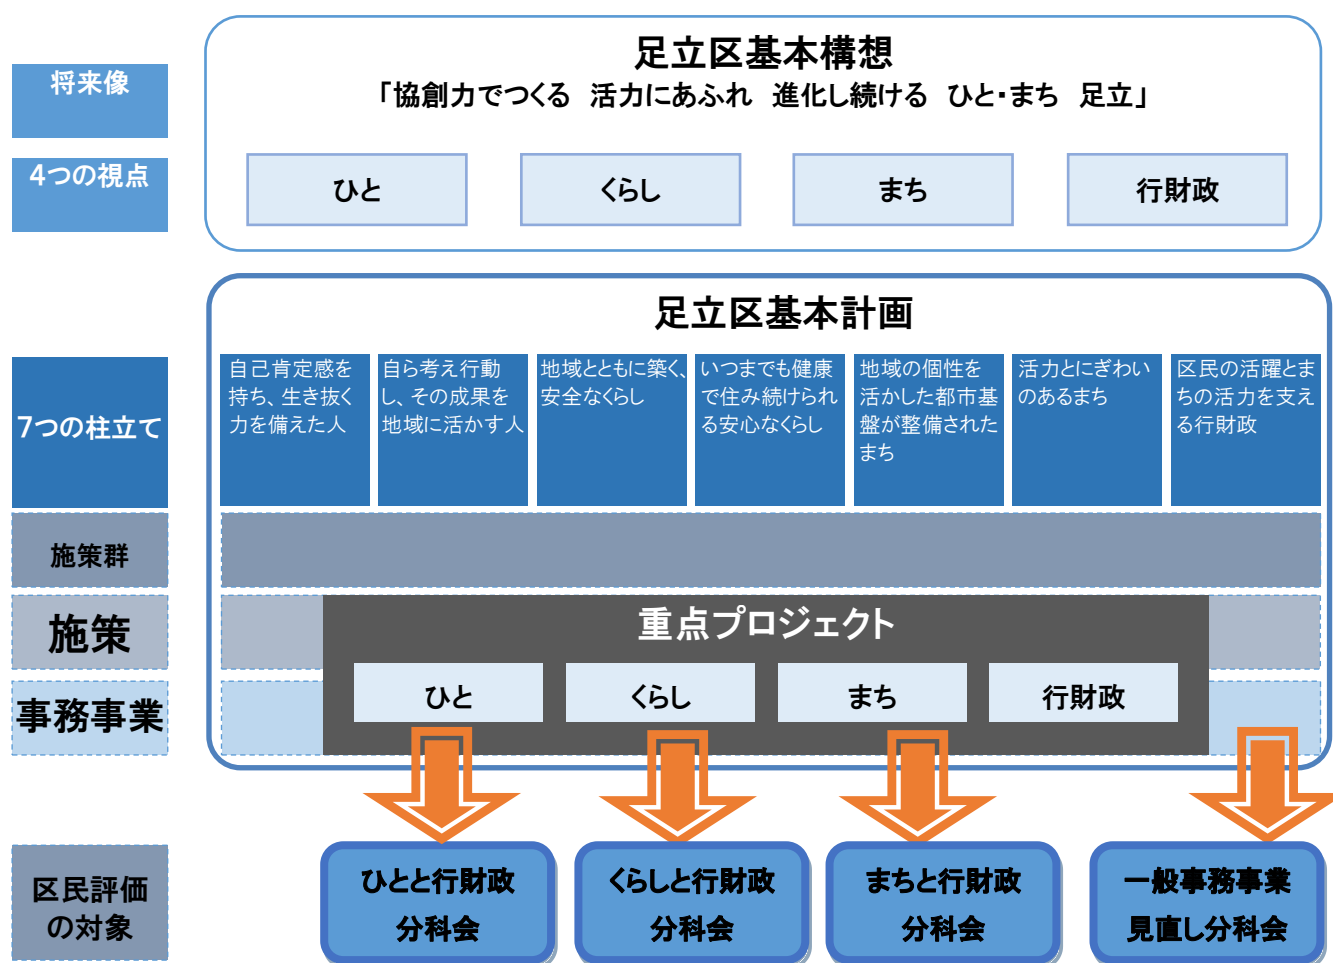 足立区基本構想
将来像
「協創力でつくる 活力にあふれ 進化し続ける ひと・まち 足立」
4つの視点
ひと
くらし
まち
行財政
足立区基本計画
7つの柱立て
自己肯定感を
持ち、生き抜く
力を備えた人
自ら考え行動
し、その成果を
地域に活かす人
地域とともに築く、
安全なくらし
いつまでも健康
で住み続けられ
る安心なくらし
地域の個性を
活かした都市基
盤が整備された
まち
活力とにぎわい
のあるまち
区民の活躍とま
ちの活力を支え
る行財政
施策群
施策
重点プロジェクト
事務事業
ひと
くらし
まち
行財政
区民評価
の対象
ひとと行財政
分科会
くらしと行財政
分科会
まちと行財政
分科会
一般事務事業
見直し分科会